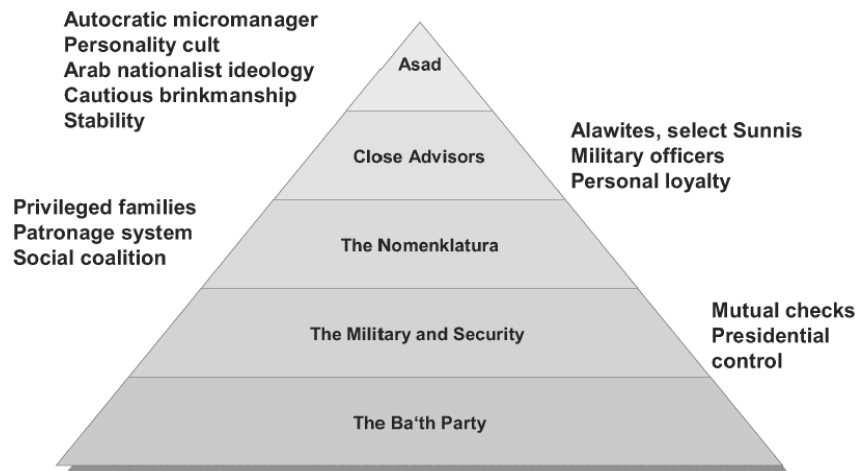 Autocratic micromanager
Personality cult
Arab nationalist ideology
Cautious brinkmanship
Stability
Asad
Alawites, select Sunnis
Military officers
Personal loyalty
Close Advisors
Privileged families
Patronage system
Social coalition
The Nomenklatura
Mutual checks
Presidential
control
The Military and Security
The Ba‘th Party